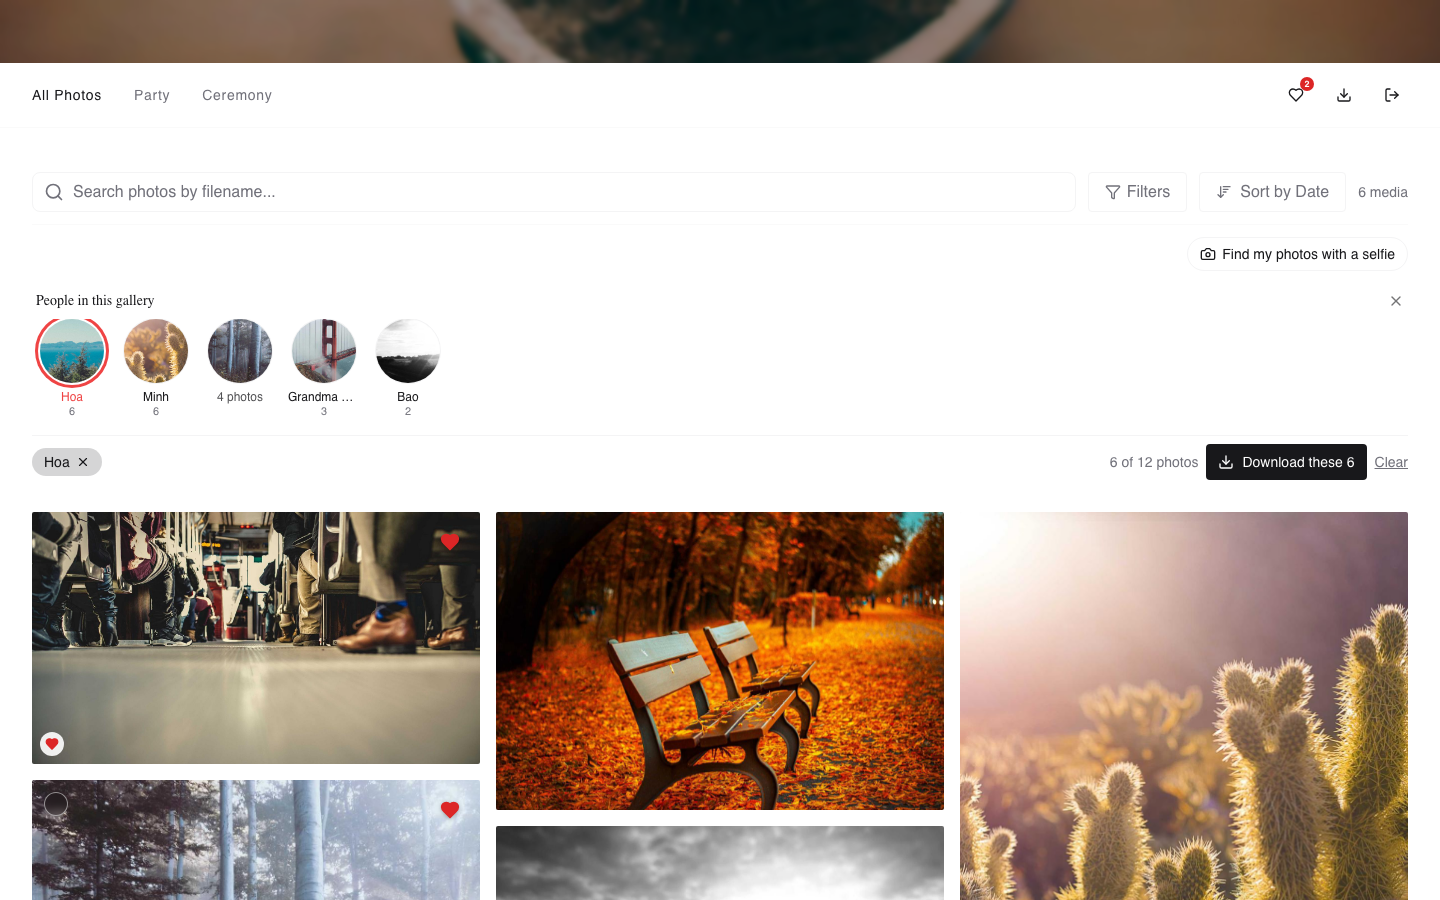 All Photos
Party
Ceremony
2
Search photos by filename...
Filters
Sort by Date
6 media
Find my photos with a selfie
People in this gallery
Hoa
6
Minh
6
4 photos
Grandma ...
3
Bao
2
Hoa
6 of 12 photos
Download these 6
Clear